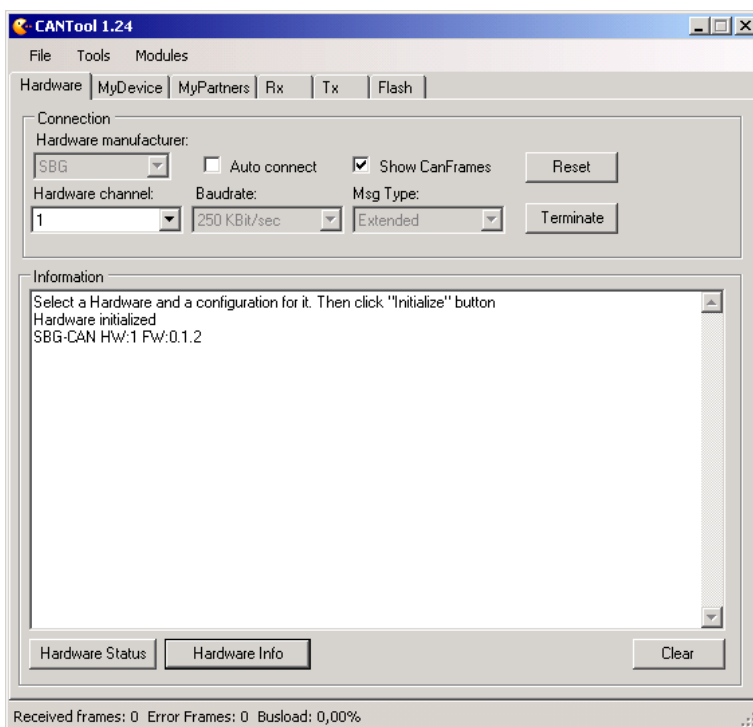 CANTool 1.24
File Tools Modules
Hardware MyDevice MyPartners Rx Tx Flash
Connection
Hardware manufacturer:
SBG Auto connect Show CanFrames Reset
Hardware channel: Baudrate: Msg Type:
1 250 KBit/sec Extended Terminate
Information
Select a Hardware and a configuration for it. Then click "Initialize" button
Hardware initialized
SBG-CAN HW:1 FW:0.1.2
Hardware Status Hardware Info Clear
Received frames: 0 Error Frames: 0 Busload: 0,00%